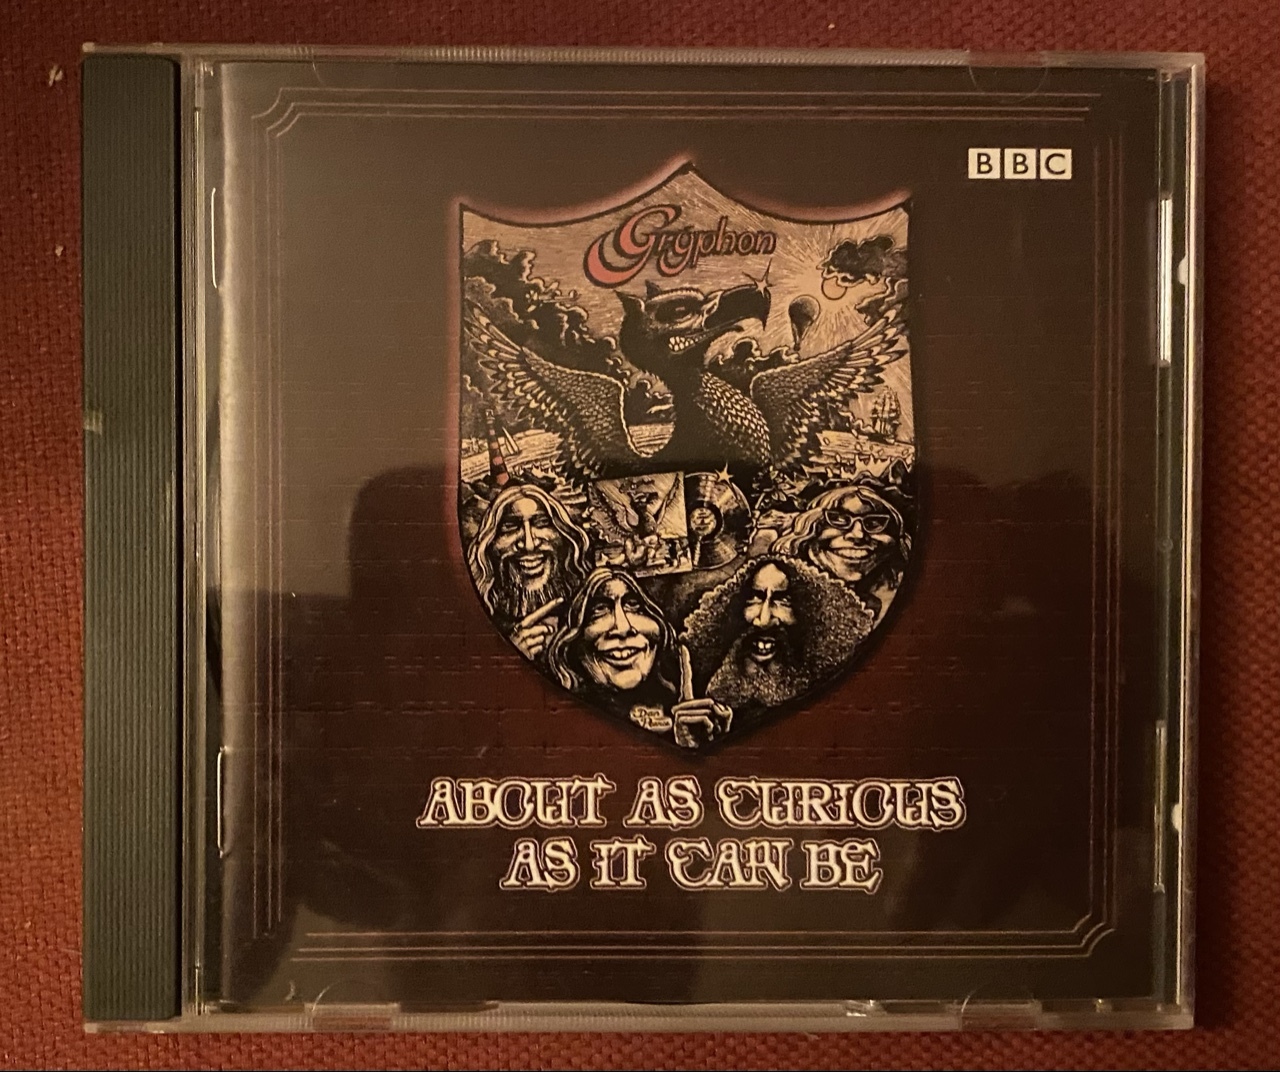 BBC
Gryphon
ABOUT AS CURIOUS
AS IT CAN BE